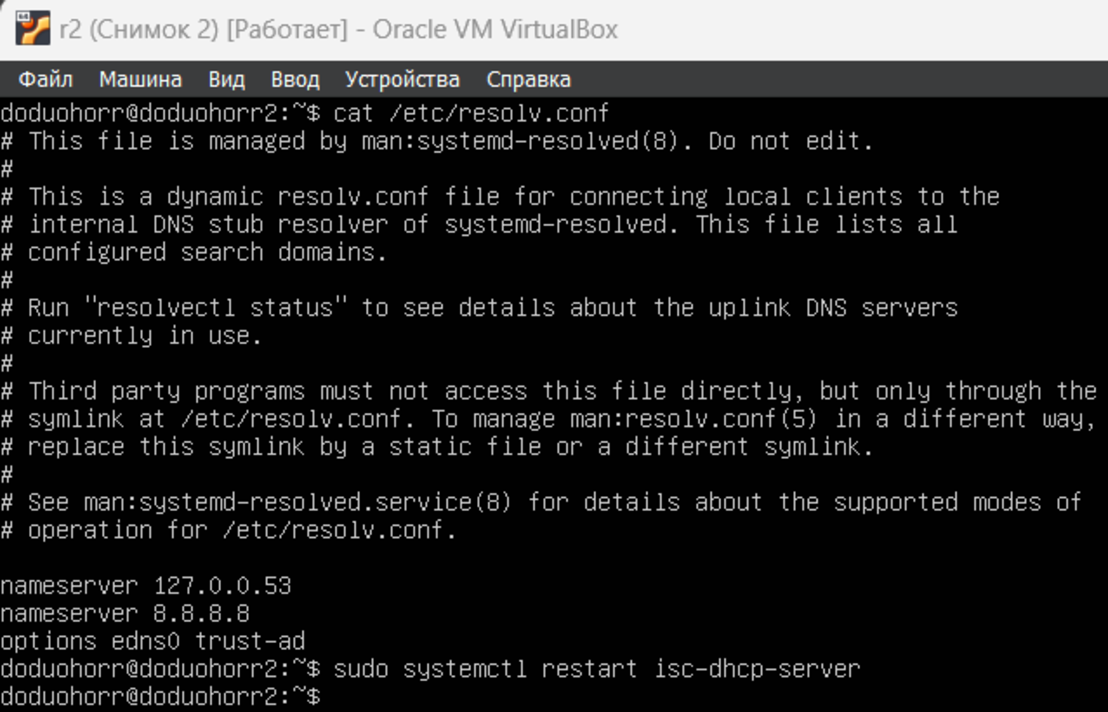 r2 (Снимок 2) [Работает] - Oracle VM VirtualBox
Файл Машина Вид Ввод Устройства Справка
doduohorr@doduohorr2:~$ cat /etc/resolv.conf
# This file is managed by man:systemd-resolved(8). Do not edit.
#
# This is a dynamic resolv.conf file for connecting local clients to the
# internal DNS stub resolver of systemd-resolved. This file lists all
# configured search domains.
#
# Run "resolvectl status" to see details about the uplink DNS servers
# currently in use.
#
# Third party programs must not access this file directly, but only through the
# symlink at /etc/resolv.conf. To manage man:resolv.conf(5) in a different way,
# replace this symlink by a static file or a different symlink.
#
# See man:systemd-resolved.service(8) for details about the supported modes of
# operation for /etc/resolv.conf.

nameserver 127.0.0.53
nameserver 8.8.8.8
options edns0 trust-ad
doduohorr@doduohorr2:~$ sudo systemctl restart isc-dhcp-server
doduohorr@doduohorr2:~$